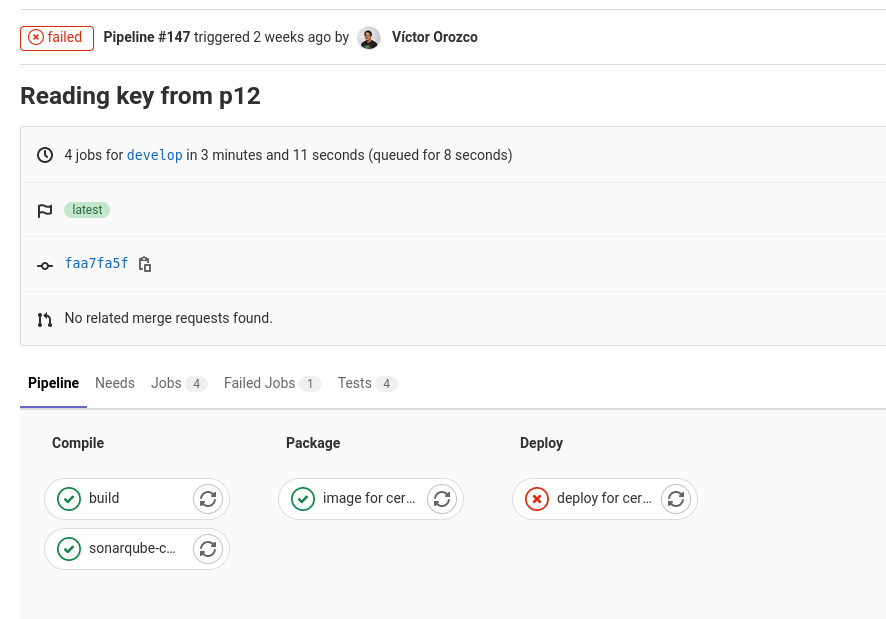 failed Pipeline #147 triggered 2 weeks ago by Víctor Orozco
Reading key from p12
4 jobs for develop in 3 minutes and 11 seconds (queued for 8 seconds)
latest
faa7fa5f
No related merge requests found.
Pipeline Needs Jobs 4 Failed Jobs 1 Tests 4
Compile Package Deploy
build image for cer... deploy for cer...
sonarqube-c...